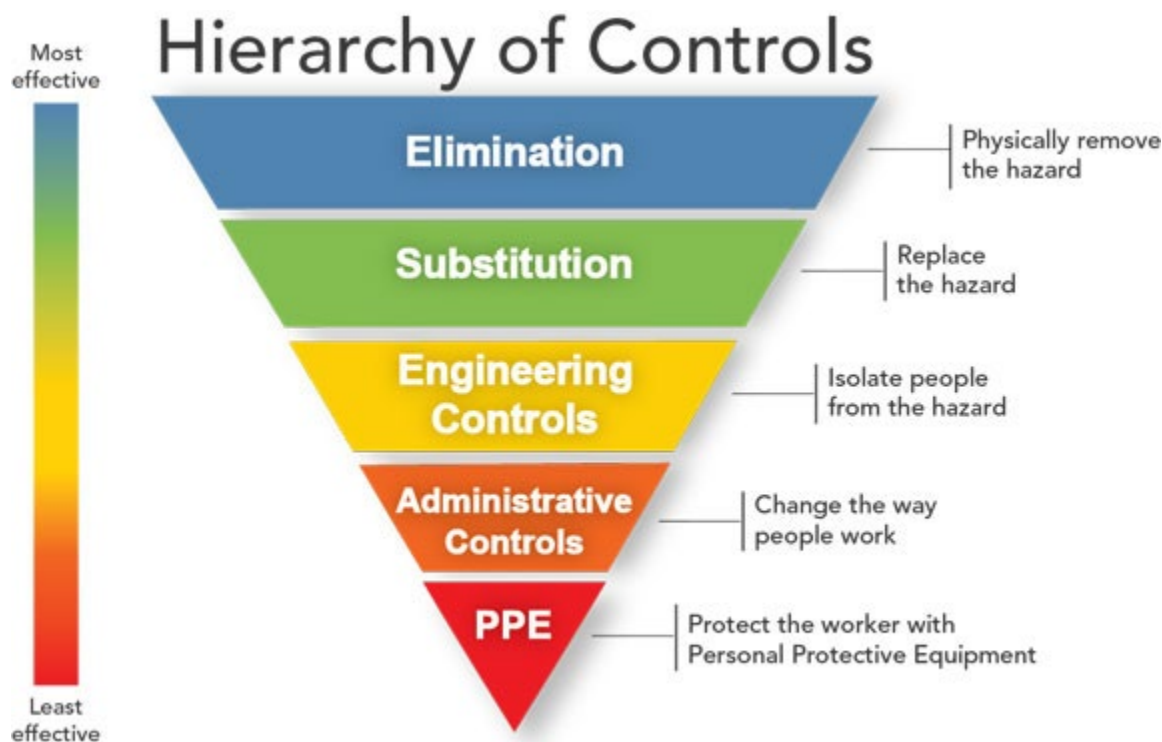 Hierarchy of Controls
Most
effective
Elimination
Physically remove
the hazard
Substitution
Replace
the hazard
Engineering
Controls
Isolate people
from the hazard
Administrative
Controls
Change the way
people work
PPE
Protect the worker with
Personal Protective Equipment
Least
effective